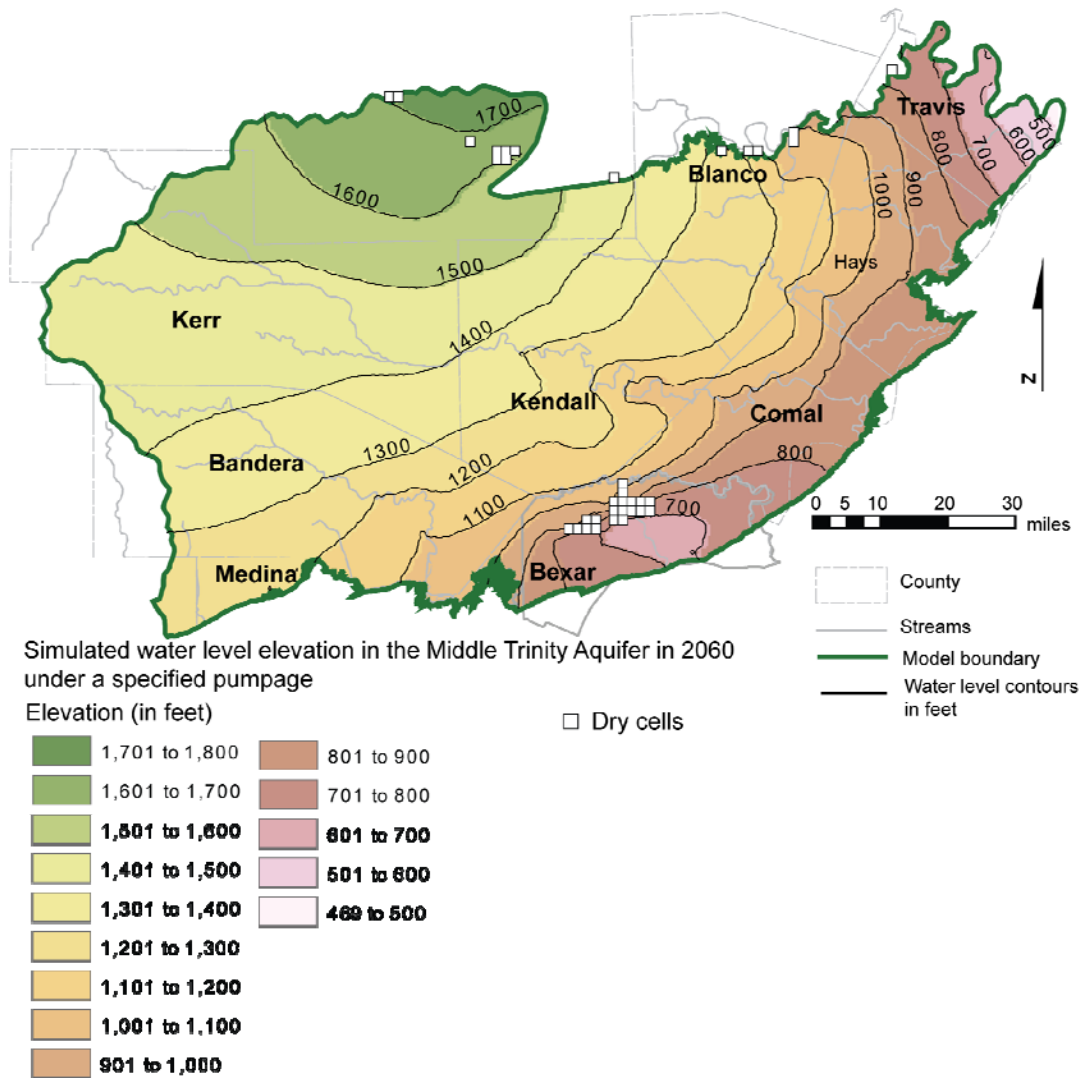 1700
Travis
500
600
700
800
900
1000
Blanco
1600
Hays
1500
Kerr
1400
Kendall
Comal
1300
Bandera
1200
800
1100
700
Medina
Bexar
N
0 5 10 20 30
miles
County
Streams
Model boundary
Water level contours
in feet
Simulated water level elevation in the Middle Trinity Aquifer in 2060
under a specified pumpage
Elevation (in feet)
Dry cells
1,701 to 1,800
1,601 to 1,700
1,501 to 1,600
1,401 to 1,500
1,301 to 1,400
1,201 to 1,300
1,101 to 1,200
1,001 to 1,100
901 to 1,000
801 to 900
701 to 800
601 to 700
501 to 600
469 to 500